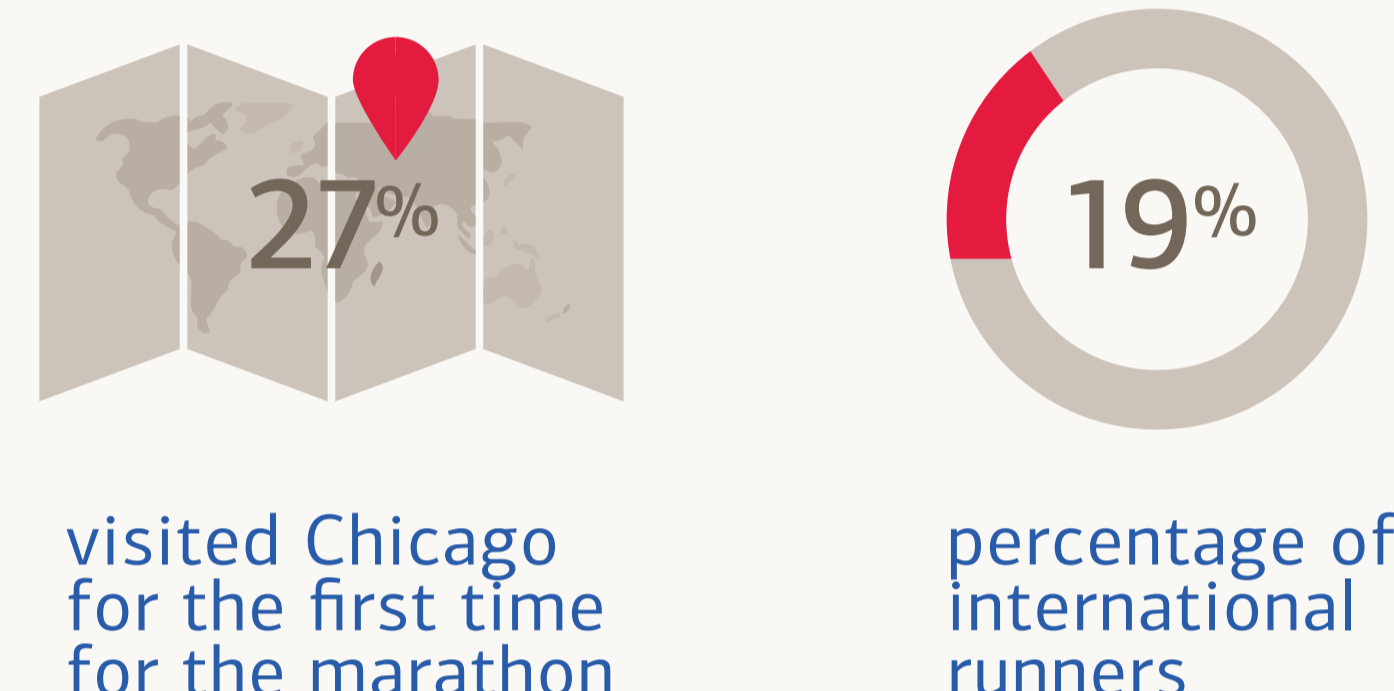 27%
visited Chicago
for the first time
for the marathon
19%
percentage of
international
runners